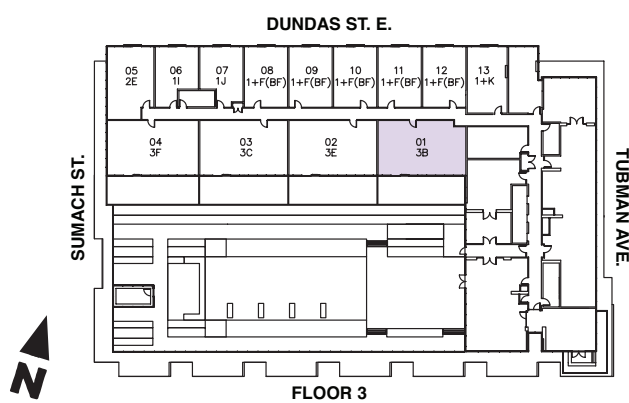 DUNDAS ST. E.
05
2E
06
1I
07
1J
08
1+F(BF)
09
1+F(BF)
10
1+F(BF)
11
1+F(BF)
12
1+F(BF)
13
1+K
04
3F
03
3C
02
3E
01
3B
SUMACH ST.
TUBMAN AVE.
N
FLOOR 3